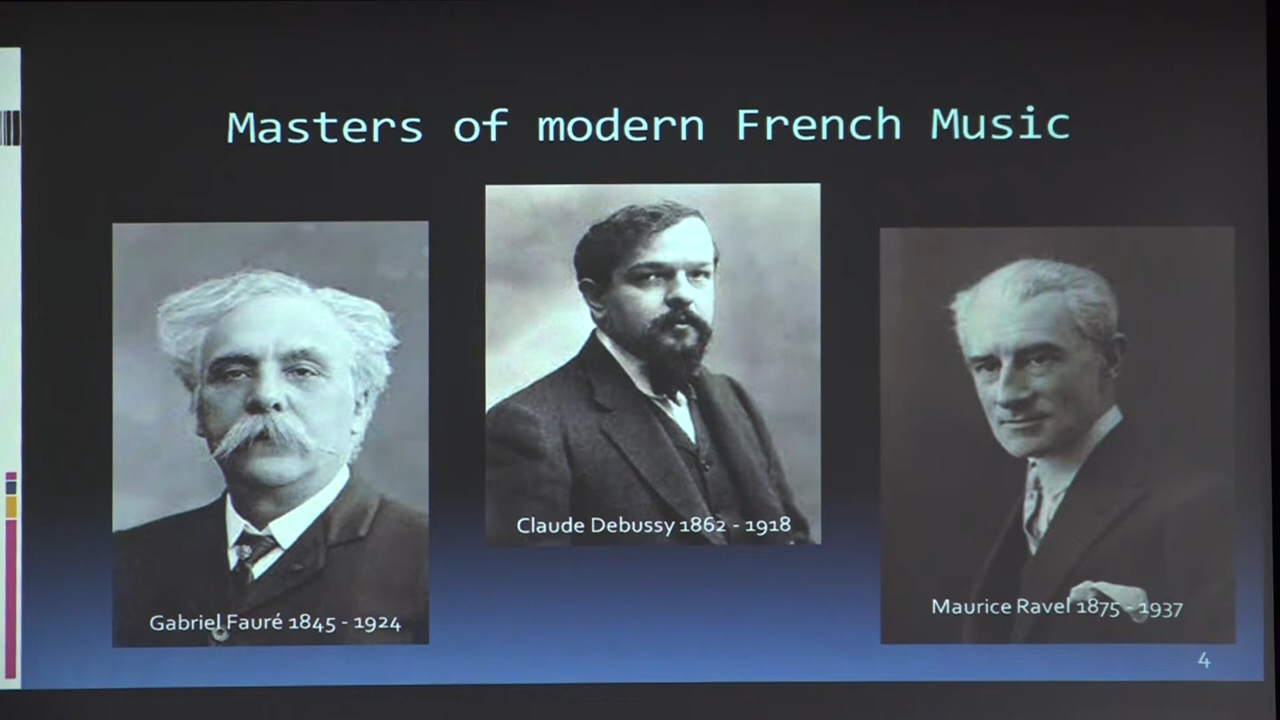 Masters of modern French Music
Gabriel Fauré 1845 - 1924
Claude Debussy 1862 - 1918
Maurice Ravel 1875 - 1937
4